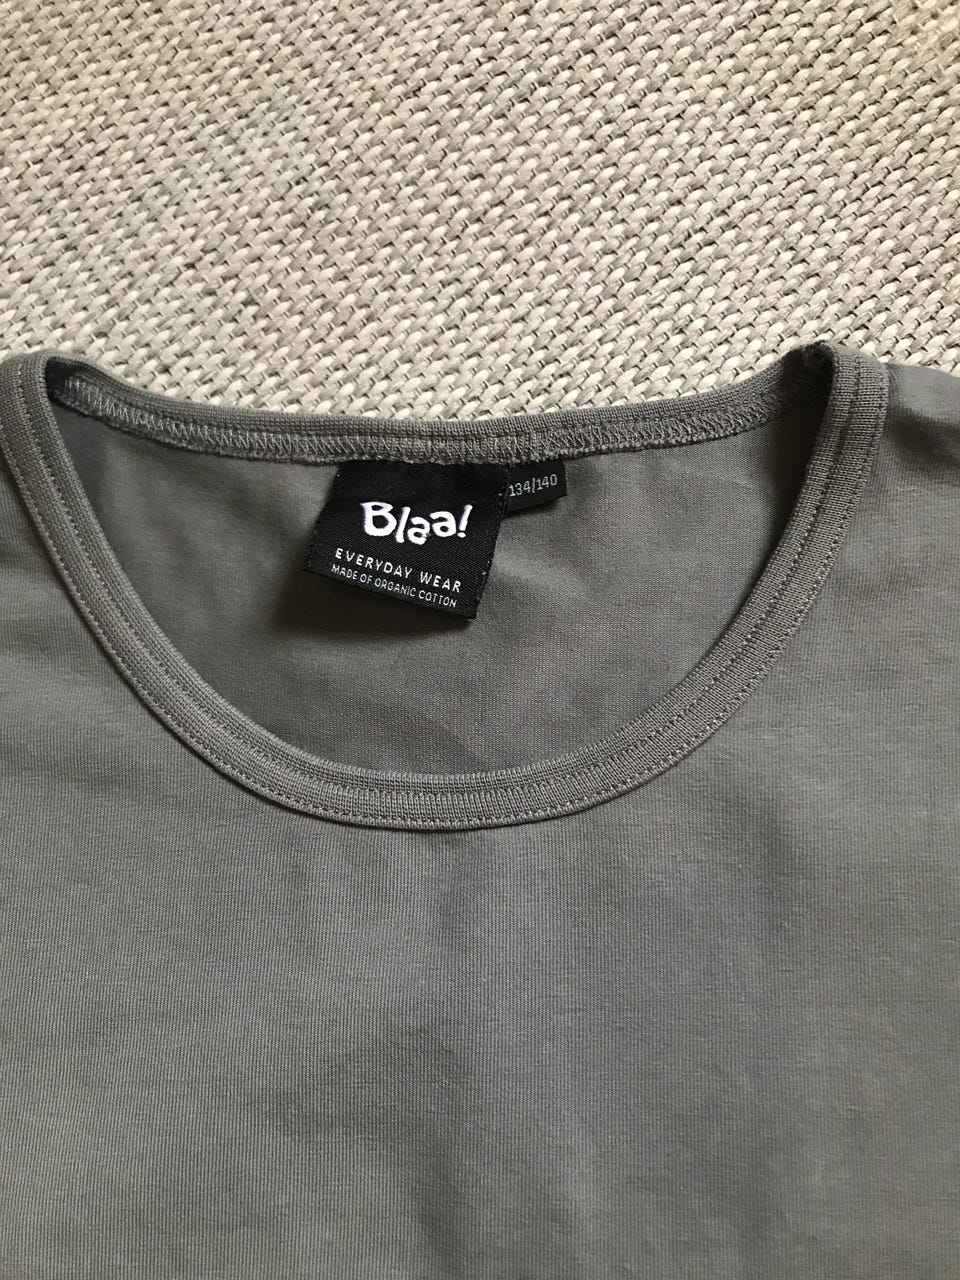 Blaa!
134/140
EVERYDAY WEAR
MADE OF ORGANIC COTTON